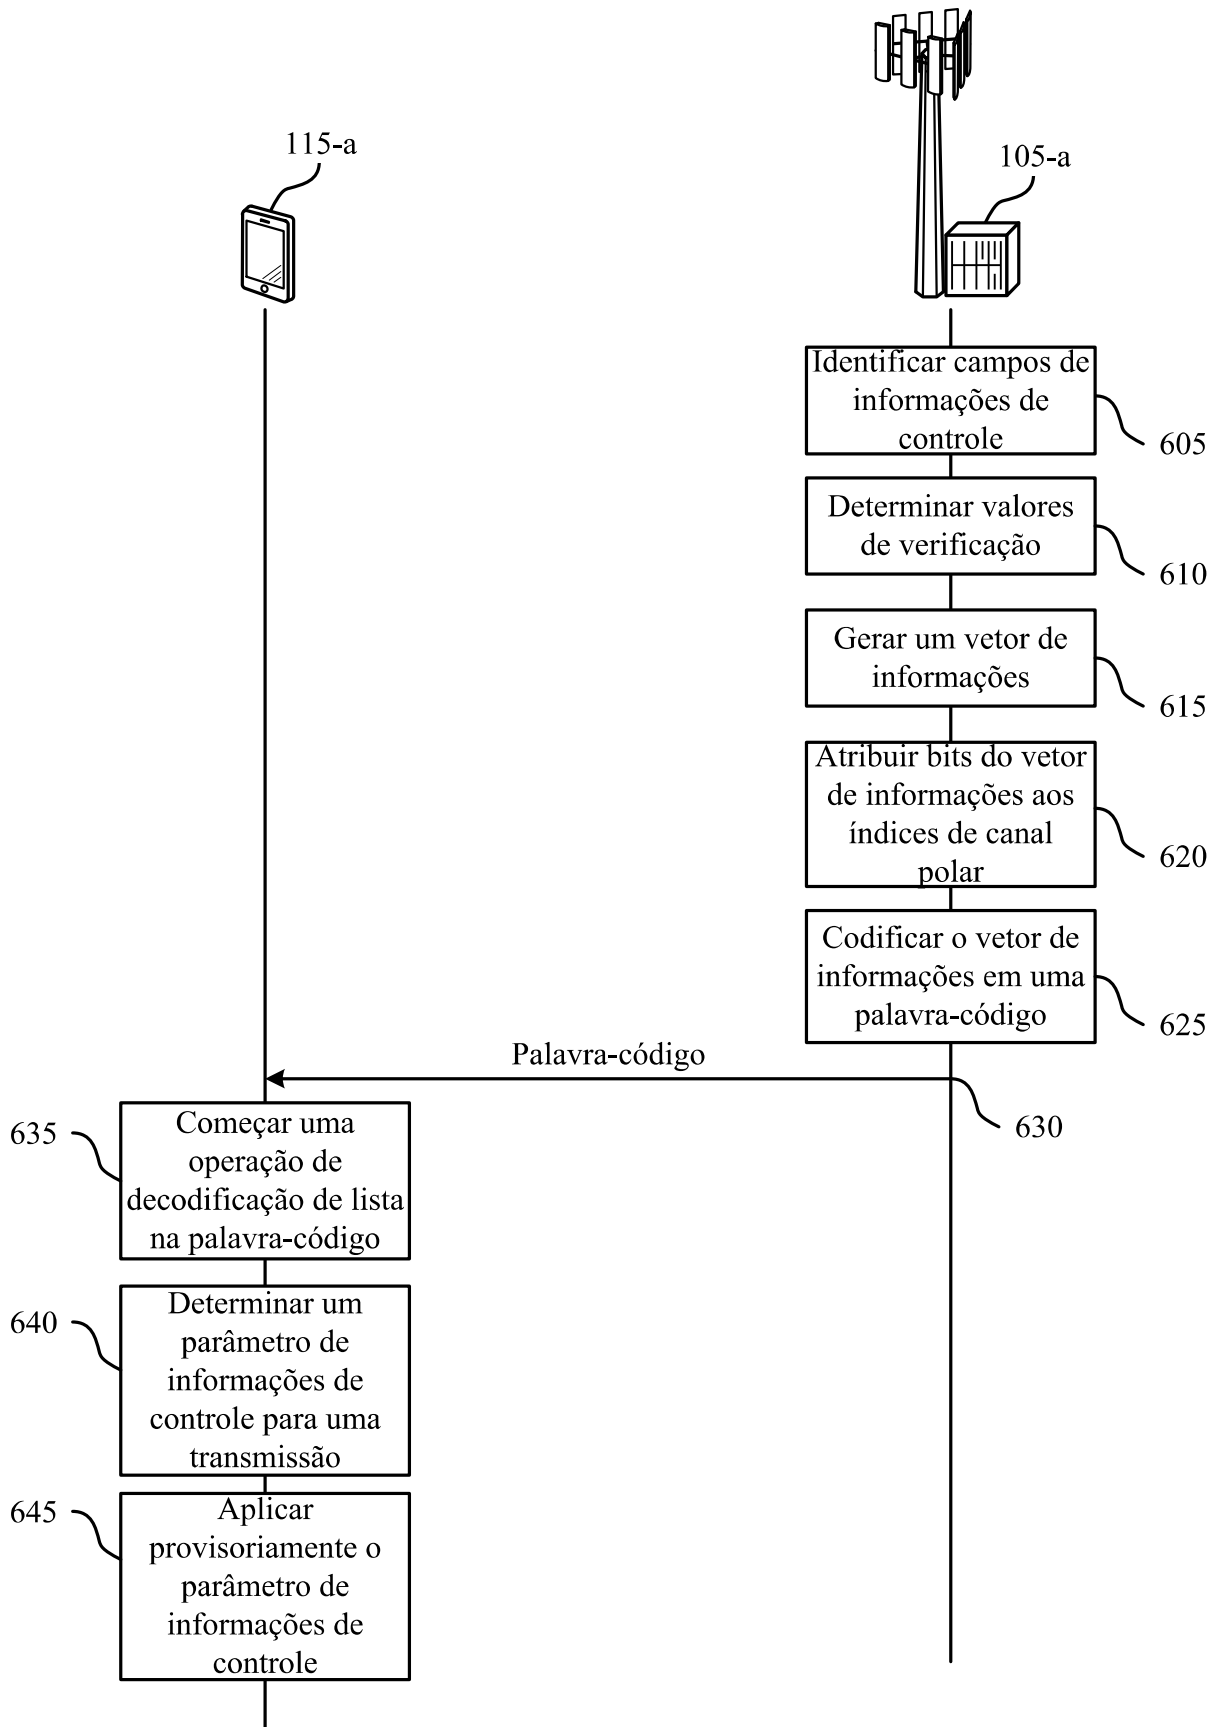 115-a
105-a
Identificar campos de
informações de
controle
605
Determinar valores
de verificação
610
Gerar um vetor de
informações
615
Atribuir bits do vetor
de informações aos
índices de canal
polar
620
Codificar o vetor de
informações em uma
palavra-código
625
Palavra-código
630
635
Começar uma
operação de
decodificação de lista
na palavra-código
640
Determinar um
parâmetro de
informações de
controle para uma
transmissão
645
Aplicar
provisoriamente o
parâmetro de
informações de
controle